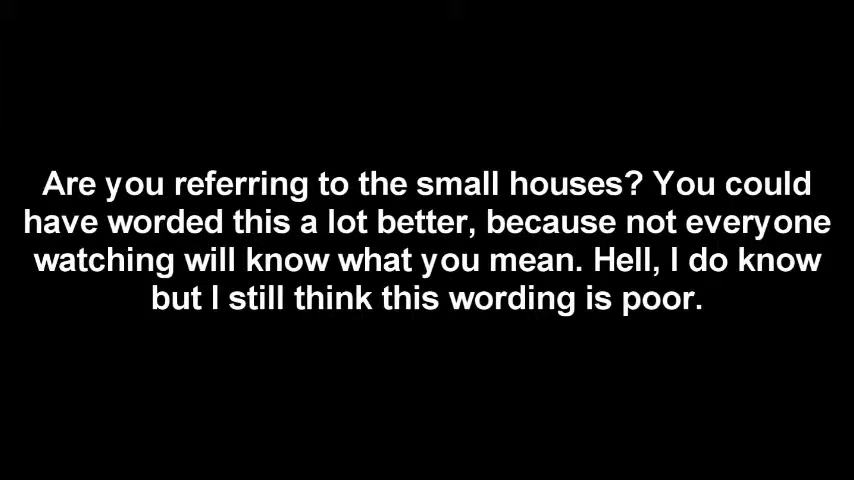 Are you referring to the small houses? You could
have worded this a lot better, because not everyone
watching will know what you mean. Hell, I do know
but I still think this wording is poor.